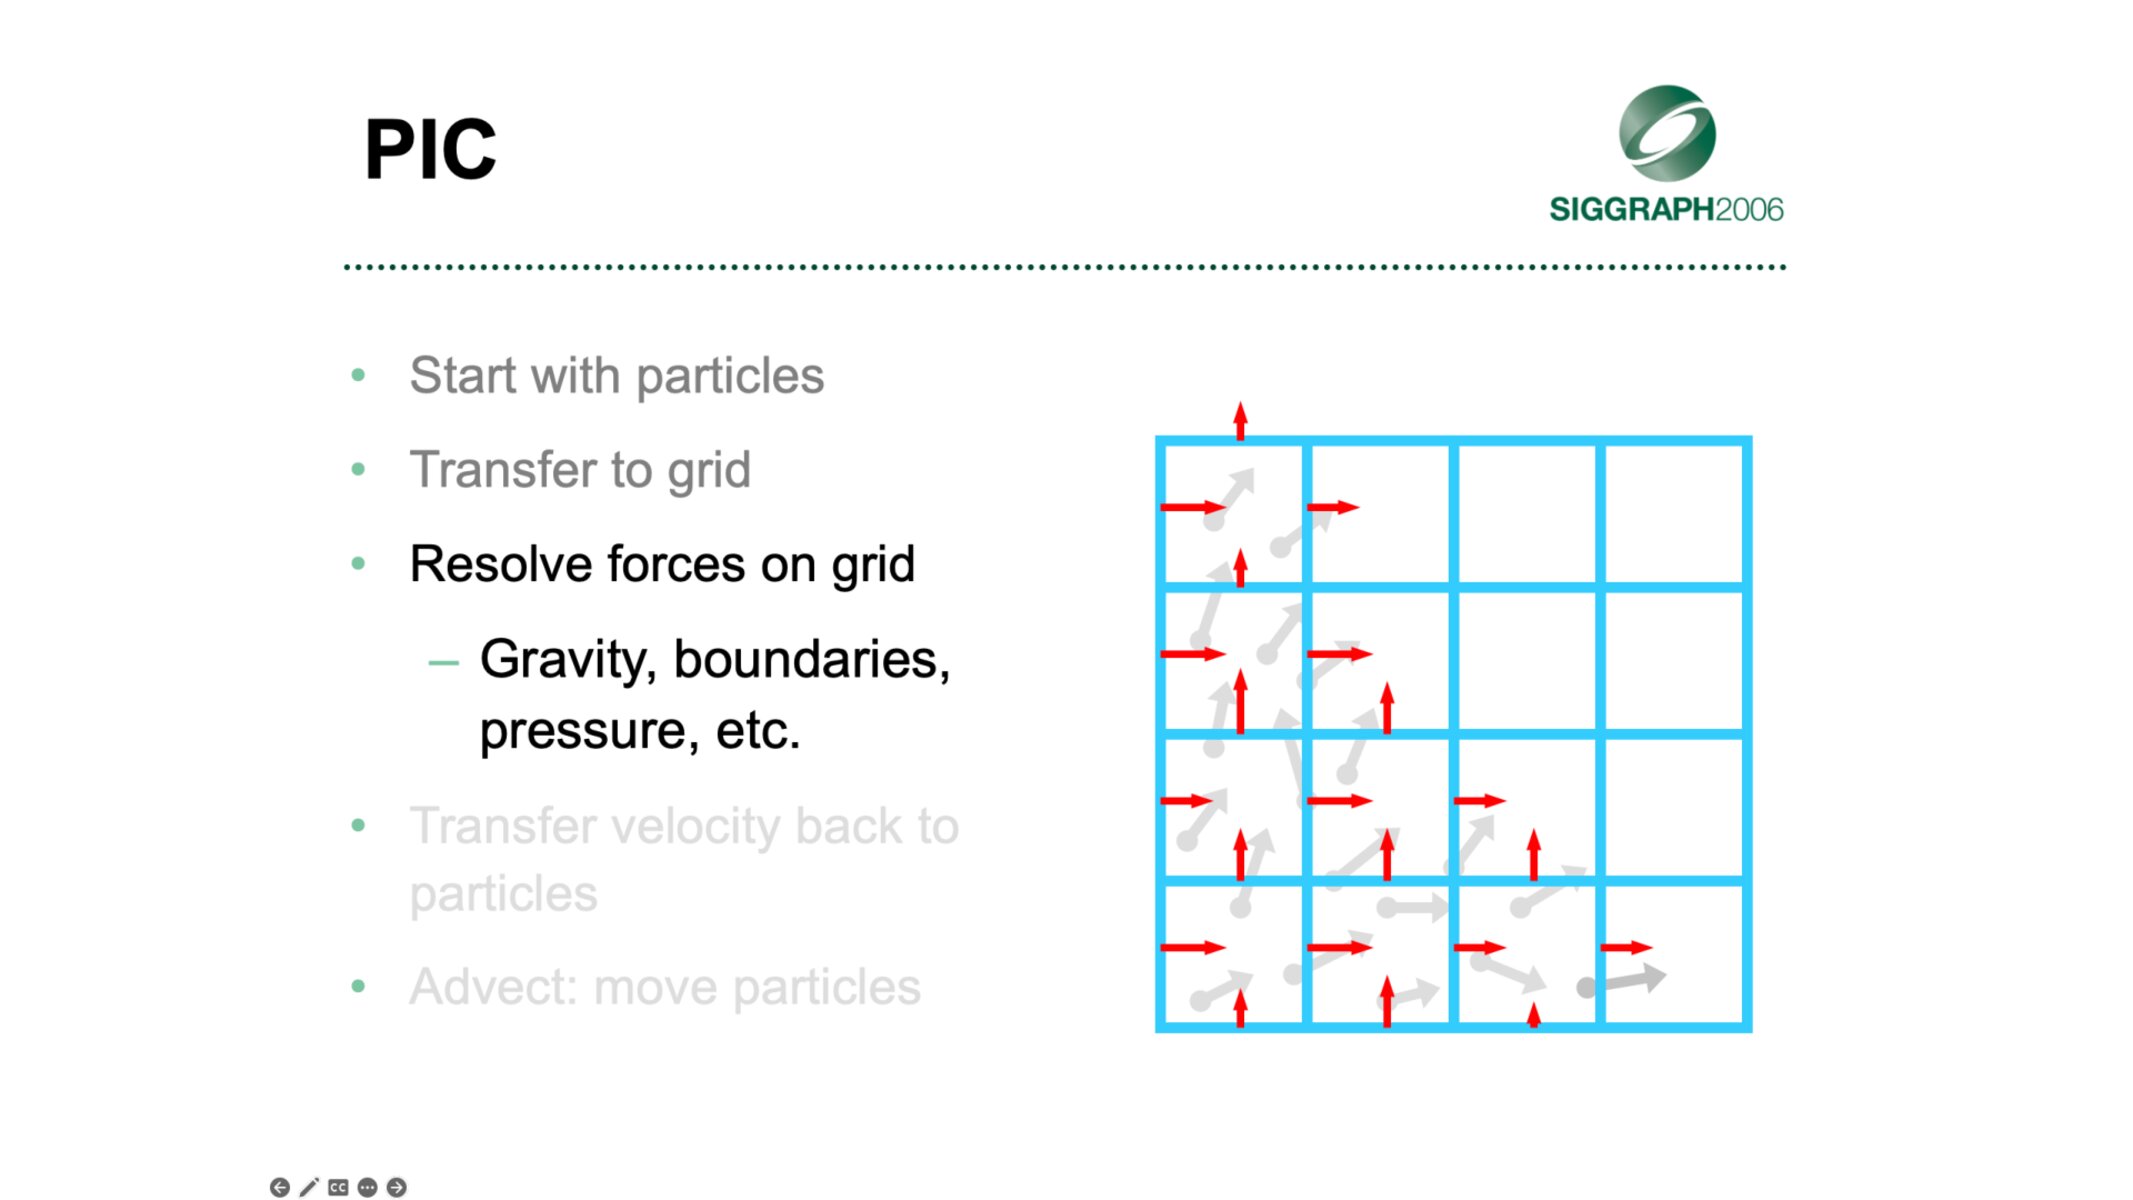 PIC
SIGGRAPH2006
• Start with particles
• Transfer to grid
• Resolve forces on grid
– Gravity, boundaries,
pressure, etc.
• Transfer velocity back to
particles
• Advect: move particles
CC